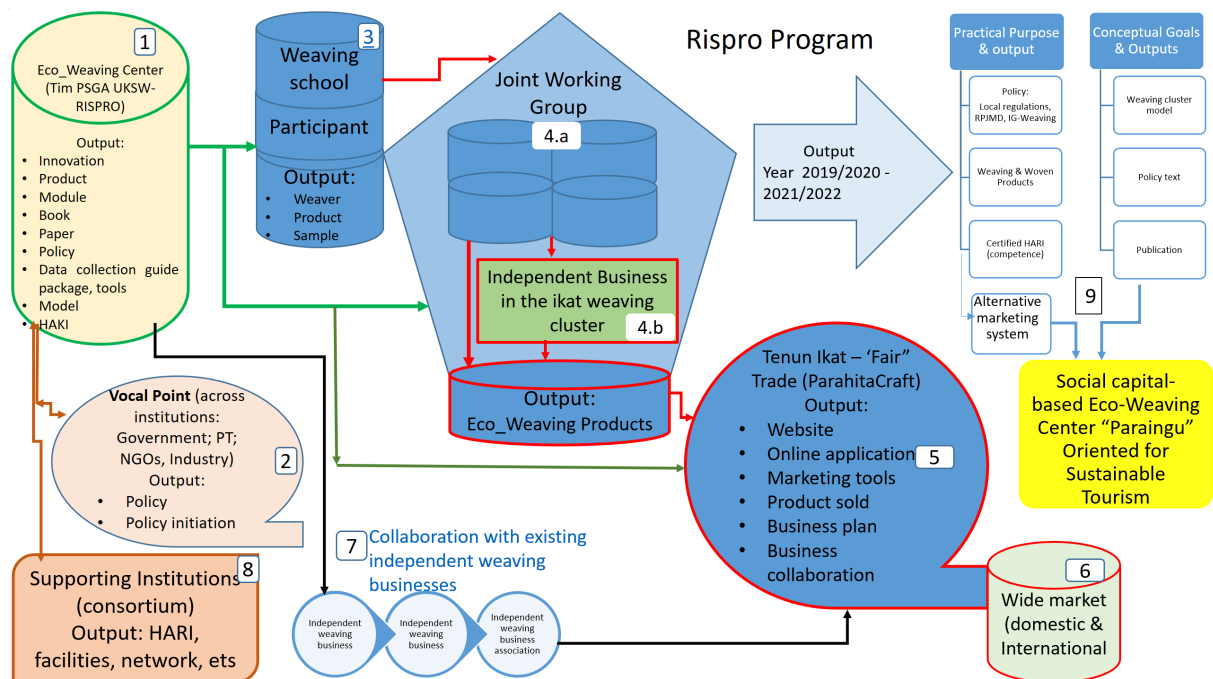 Rispro Program
1
Eco_Weaving Center
(Tim PSGA UKSW-
RISPRO)
Output:
• Innovation
• Product
• Module
• Book
• Paper
• Policy
• Data collection guide
package, tools
• Model
• HAKI
3
Weaving
school
Participant
Output:
• Weaver
• Product
• Sample
Joint Working
Group
4.a
Independent Business
in the ikat weaving
cluster
4.b
Output:
Eco_Weaving Products
Output
Year 2019/2020 -
2021/2022
Practical Purpose
& output
Policy:
Local regulations,
RPJMD, IG-Weaving
Weaving & Woven
Products
Certified HARI
(competence)
Alternative
marketing
system
Conceptual Goals
& Outputs
Weaving cluster
model
Policy text
Publication
9
Social capital-
based Eco-Weaving
Center “Paraingu”
Oriented for
Sustainable
Tourism
Vocal Point (across
institutions:
Government; PT;
NGOs, Industry)
Output:
• Policy
• Policy initiation
2
8
Supporting Institutions
(consortium)
Output: HARI,
facilities, network, ets
7
Collaboration with existing
independent weaving
businesses
Independent
weaving
business
Independent
weaving
business
Independent
weaving
business
association
Tenun Ikat – ‘Fair”
Trade (ParahitaCraft)
Output:
• Website
• Online application
• Marketing tools
• Product sold
• Business plan
• Business
collaboration
5
6
Wide market
(domestic &
International